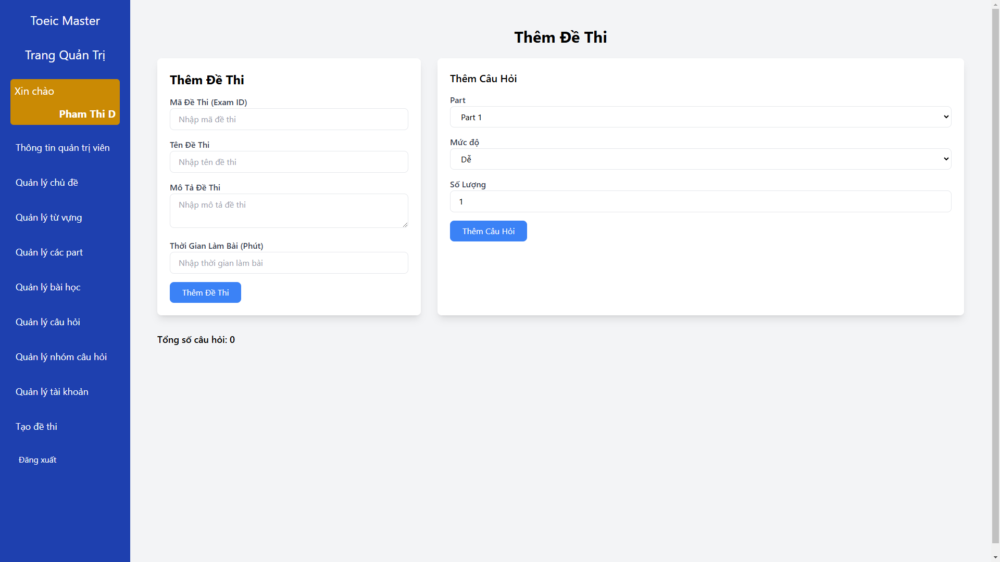 Toeic Master
Trang Quản Trị
Xin chào
Pham Thi D
Thông tin quản trị viên
Quản lý chủ đề
Quản lý từ vựng
Quản lý các part
Quản lý bài học
Quản lý câu hỏi
Quản lý nhóm câu hỏi
Quản lý tài khoản
Tạo đề thi
Đăng xuất
Thêm Đề Thi
Thêm Đề Thi
Mã Đề Thi (Exam ID)
Nhập mã đề thi
Tên Đề Thi
Nhập tên đề thi
Mô Tả Đề Thi
Nhập mô tả đề thi
Thời Gian Làm Bài (Phút)
Nhập thời gian làm bài
Thêm Đề Thi
Thêm Câu Hỏi
Part
Part 1
Mức độ
Dễ
Số Lượng
1
Thêm Câu Hỏi
Tổng số câu hỏi: 0